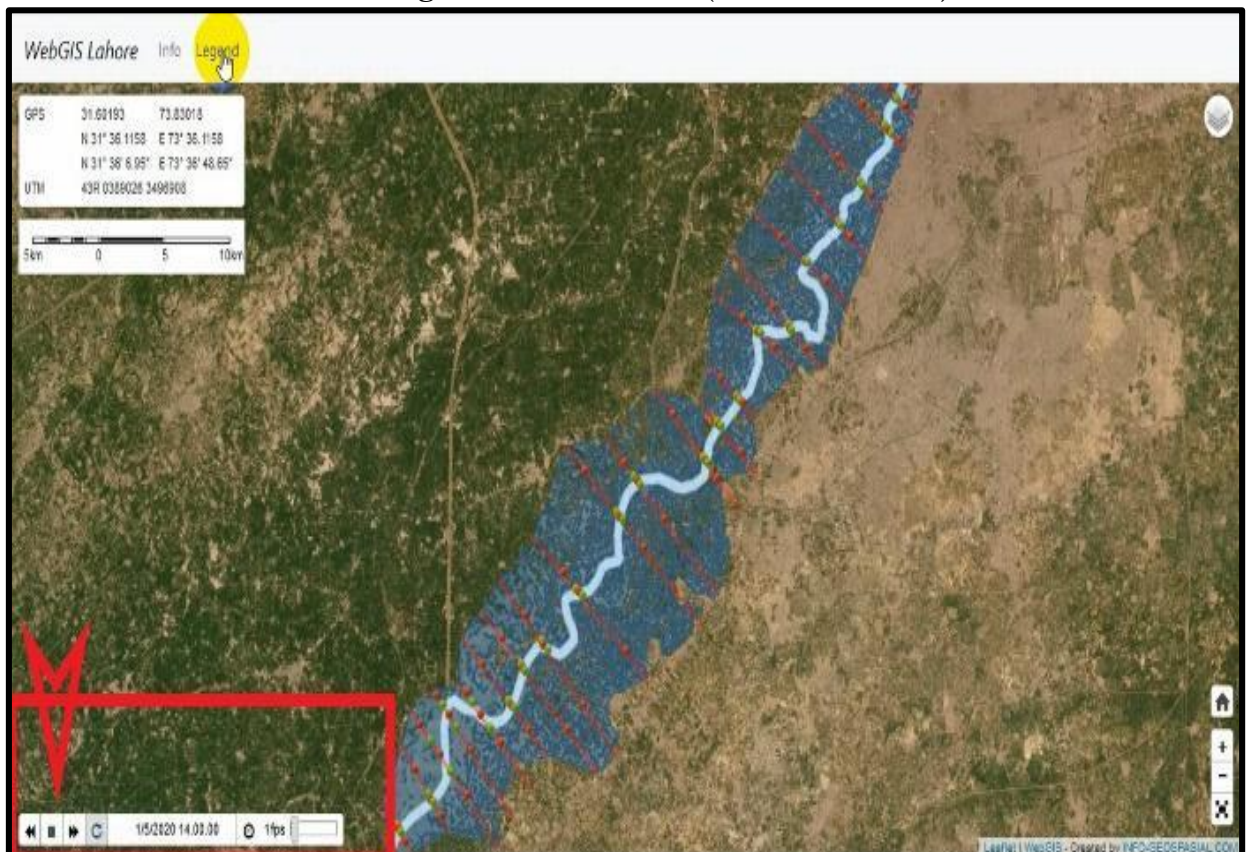 WebGIS Lahore Info Legend
GPS 31.60193 73.83018
N 31° 36.1158 E 73° 36.1158
N 31° 36' 6.95" E 73° 36' 48.65"
UTM 43R 0389026 3496908
5km 0 5 10km
+
-
1/5/2020 14.00.00 1fps
Leaflet | WebGIS - Created by INFO-GEOSPASIAL.COM